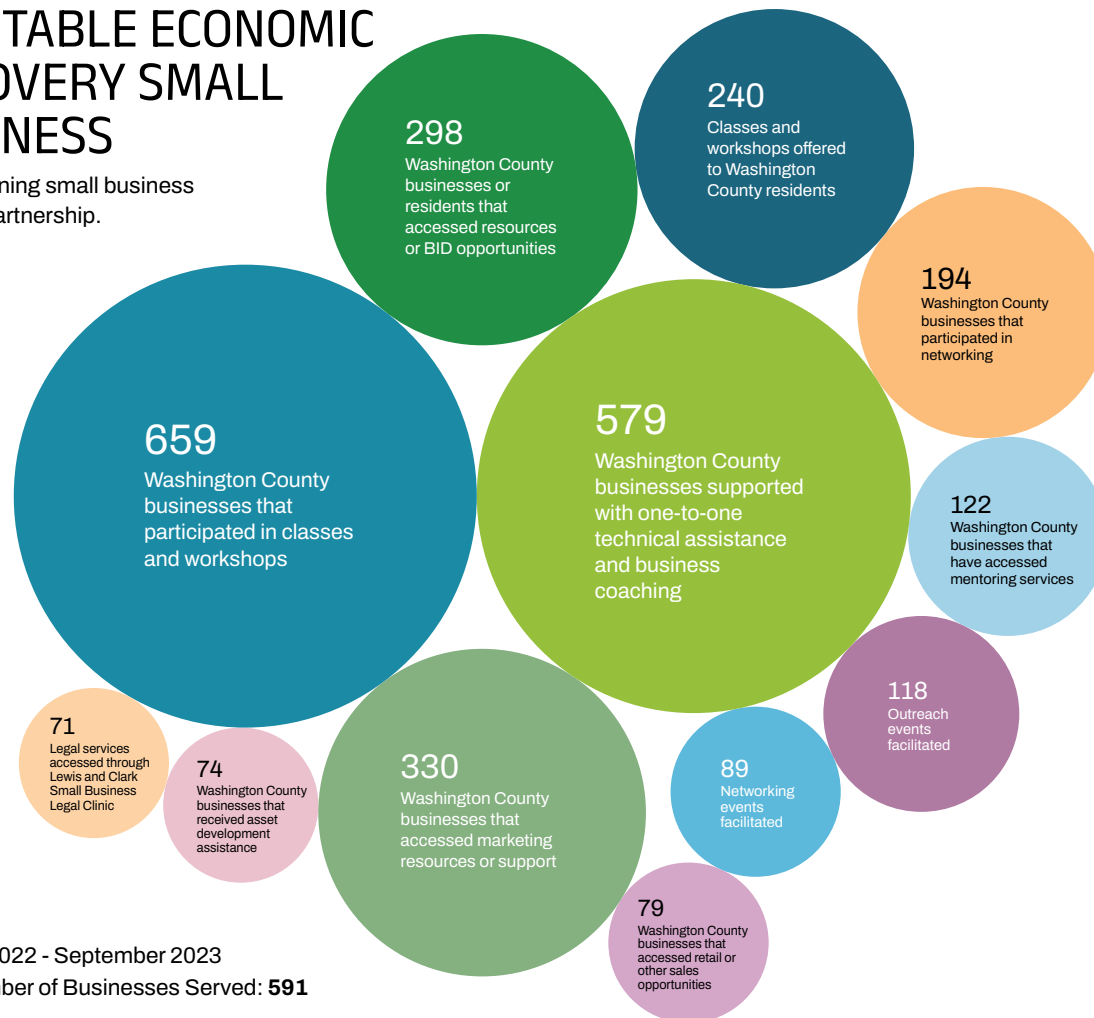 TABLE ECONOMIC
OVERY SMALL
NESS
ning small business
artnership.
298
Washington County
businesses or
residents that
accessed resources
or BID opportunities
240
Classes and
workshops offered
to Washington
County residents
194
Washington County
businesses that
participated in
networking
659
Washington County
businesses that
participated in classes
and workshops
579
Washington County
businesses supported
with one-to-one
technical assistance
and business
coaching
122
Washington County
businesses that
have accessed
mentoring services
118
Outreach
events
facilitated
71
Legal services
accessed through
Lewis and Clark
Small Business
Legal Clinic
74
Washington County
businesses that
received asset
development
assistance
330
Washington County
businesses that
accessed marketing
resources or support
89
Networking
events
facilitated
79
Washington County
businesses that
accessed retail or
other sales
opportunities
022 - September 2023
ber of Businesses Served: 591